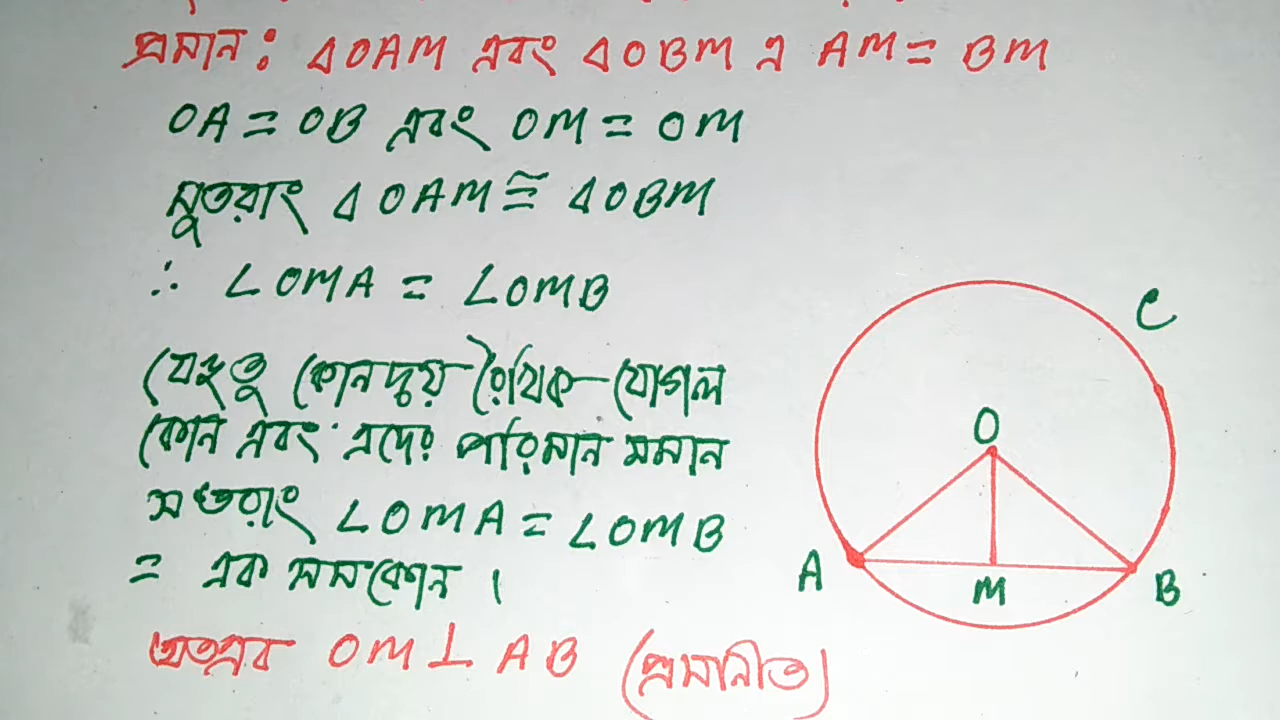 প্রমান: ΔOAM এবং ΔOBM এ AM = BM
OA = OB এবং OM = OM
সুতরাং ΔOAM ≅ ΔOBM
∴ ∠OMA = ∠OMB
যেহেতু কোনদ্বয় রৈখিক যোগল
কোন এবং এদের পরিমান সমান
সতরাং ∠OMA = ∠OMB
= এক সমকোন ।
অতএব OM⊥AB (প্রমানীত)
C
O
A
M
B